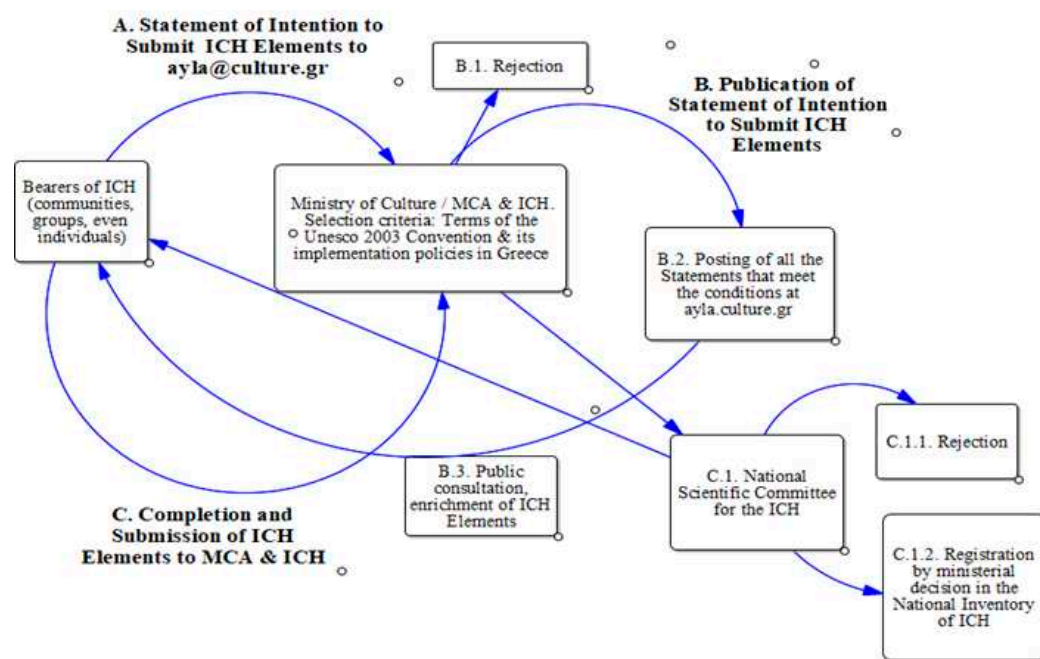 A. Statement of Intention to
Submit ICH Elements to
ayla@culture.gr
B.1. Rejection
B. Publication of
Statement of Intention
to Submit ICH
Elements
Bearers of ICH
(communities,
groups, even
individuals)
Ministry of Culture / MCA & ICH.
Selection criteria: Terms of the
Unesco 2003 Convention & its
implementation policies in Greece
B.2. Posting of all the
Statements that meet
the conditions at
ayla.culture.gr
B.3. Public
consultation,
enrichment of ICH
Elements
C. Completion and
Submission of ICH
Elements to MCA & ICH
C.1. National
Scientific Committee
for the ICH
C.1.1. Rejection
C.1.2. Registration
by ministerial
decision in the
National Inventory
of ICH